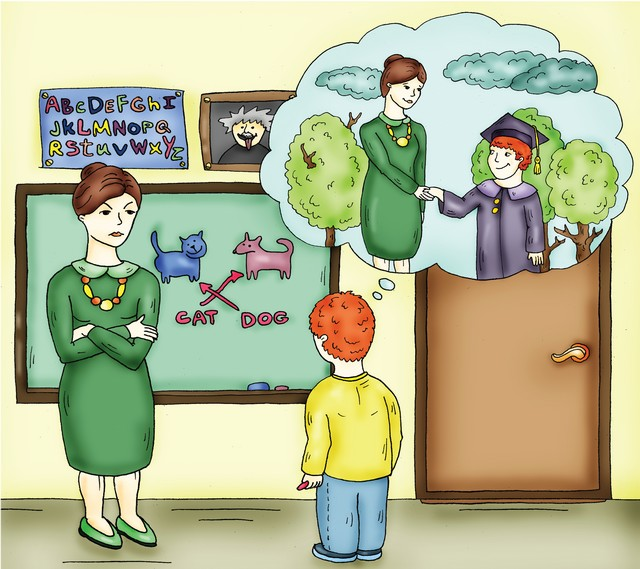 ABcDEFGhI
JKLMNOPQ
RStuvWxYZ
CAT DOG